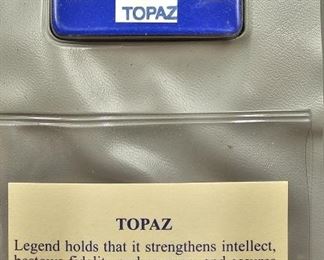 TOPAZ
TOPAZ
Legend holds that it strengthens intellect,